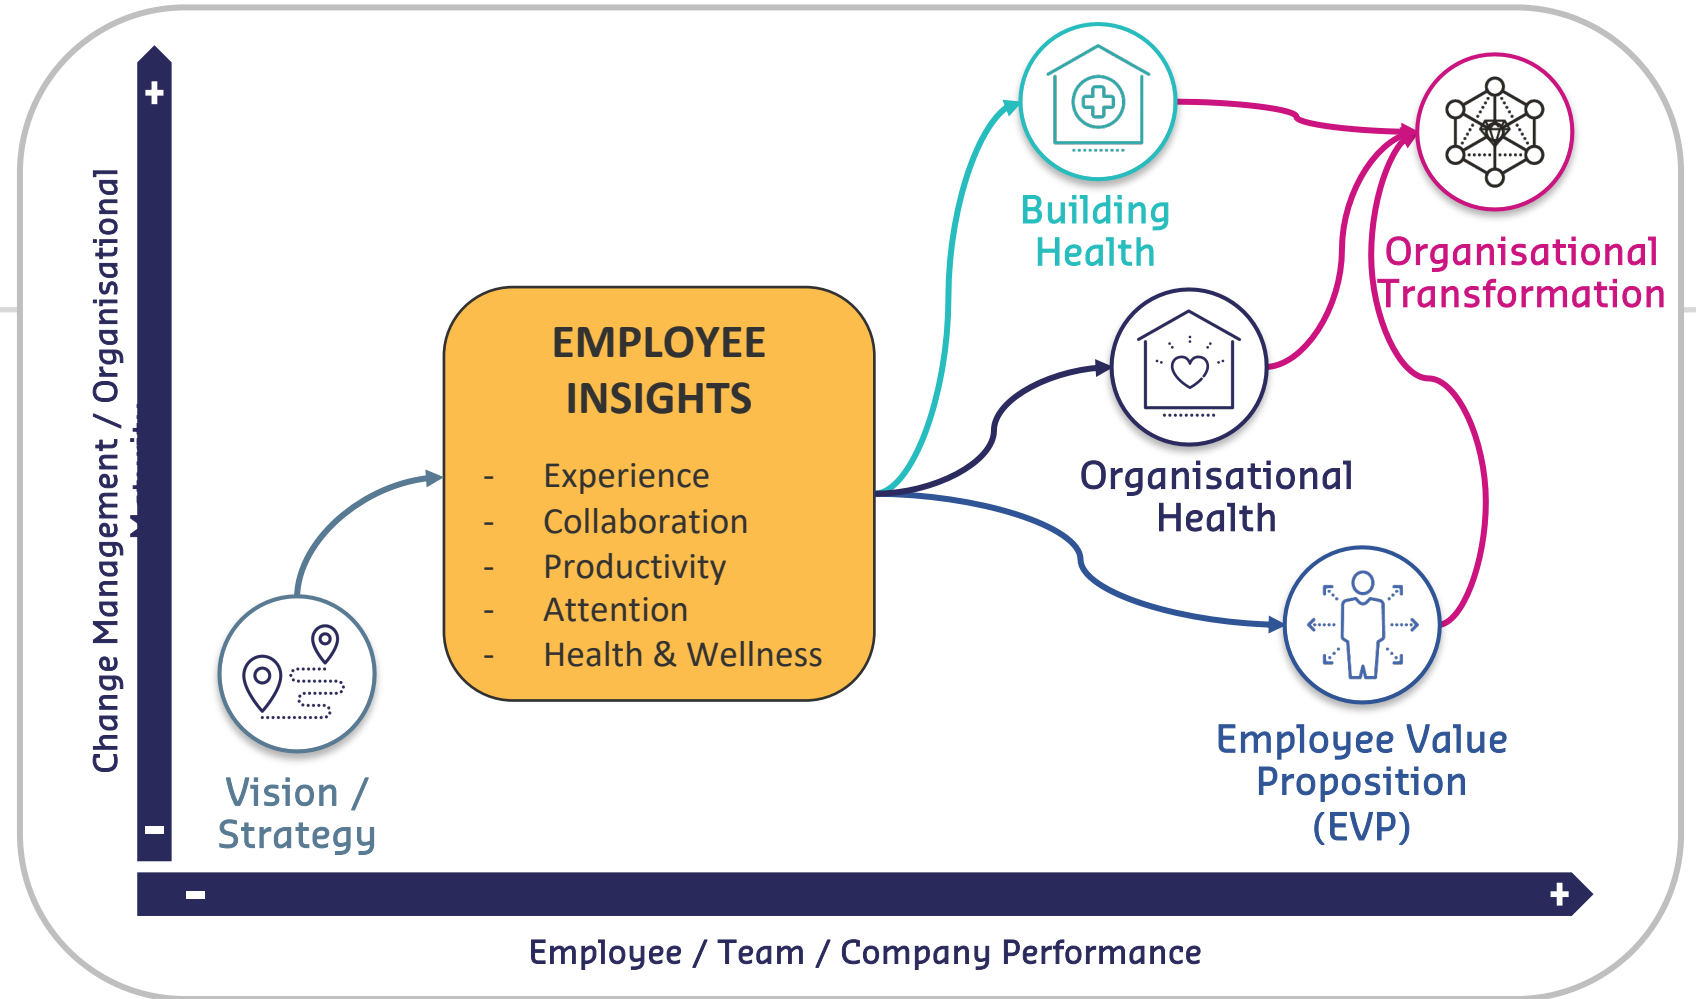 +
Change Management / Organisational
-
Building
Health
Organisational
Transformation
EMPLOYEE
INSIGHTS
- Experience
- Collaboration
- Productivity
- Attention
- Health & Wellness
Organisational
Health
Vision /
Strategy
Employee Value
Proposition
(EVP)
- +
Employee / Team / Company Performance